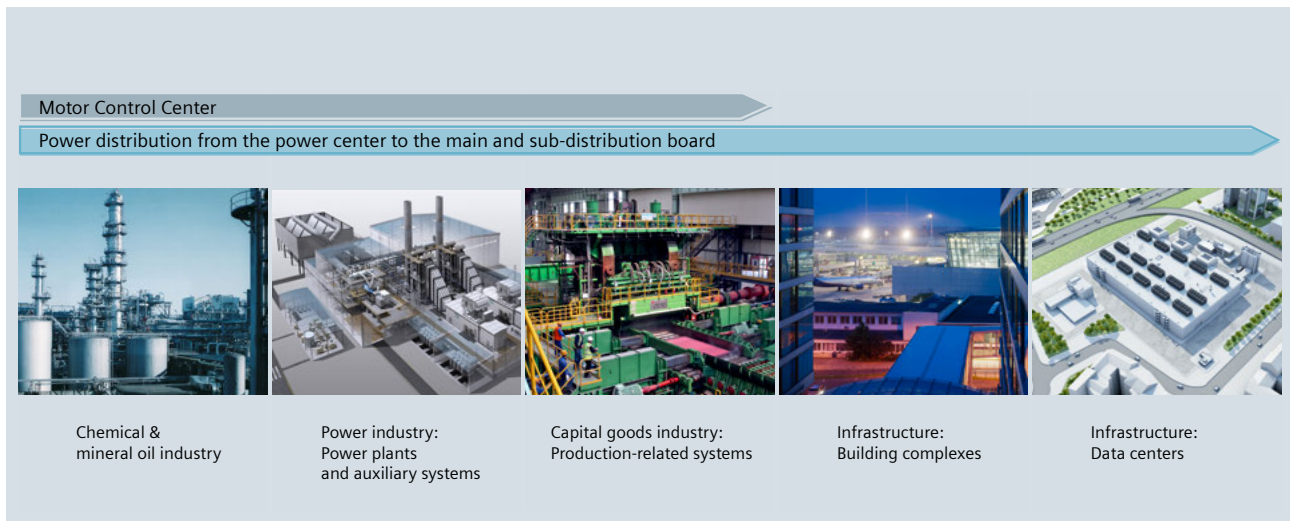 Motor Control Center
Power distribution from the power center to the main and sub-distribution board
Chemical &
mineral oil industry
Power industry:
Power plants
and auxiliary systems
Capital goods industry:
Production-related systems
Infrastructure:
Building complexes
Infrastructure:
Data centers